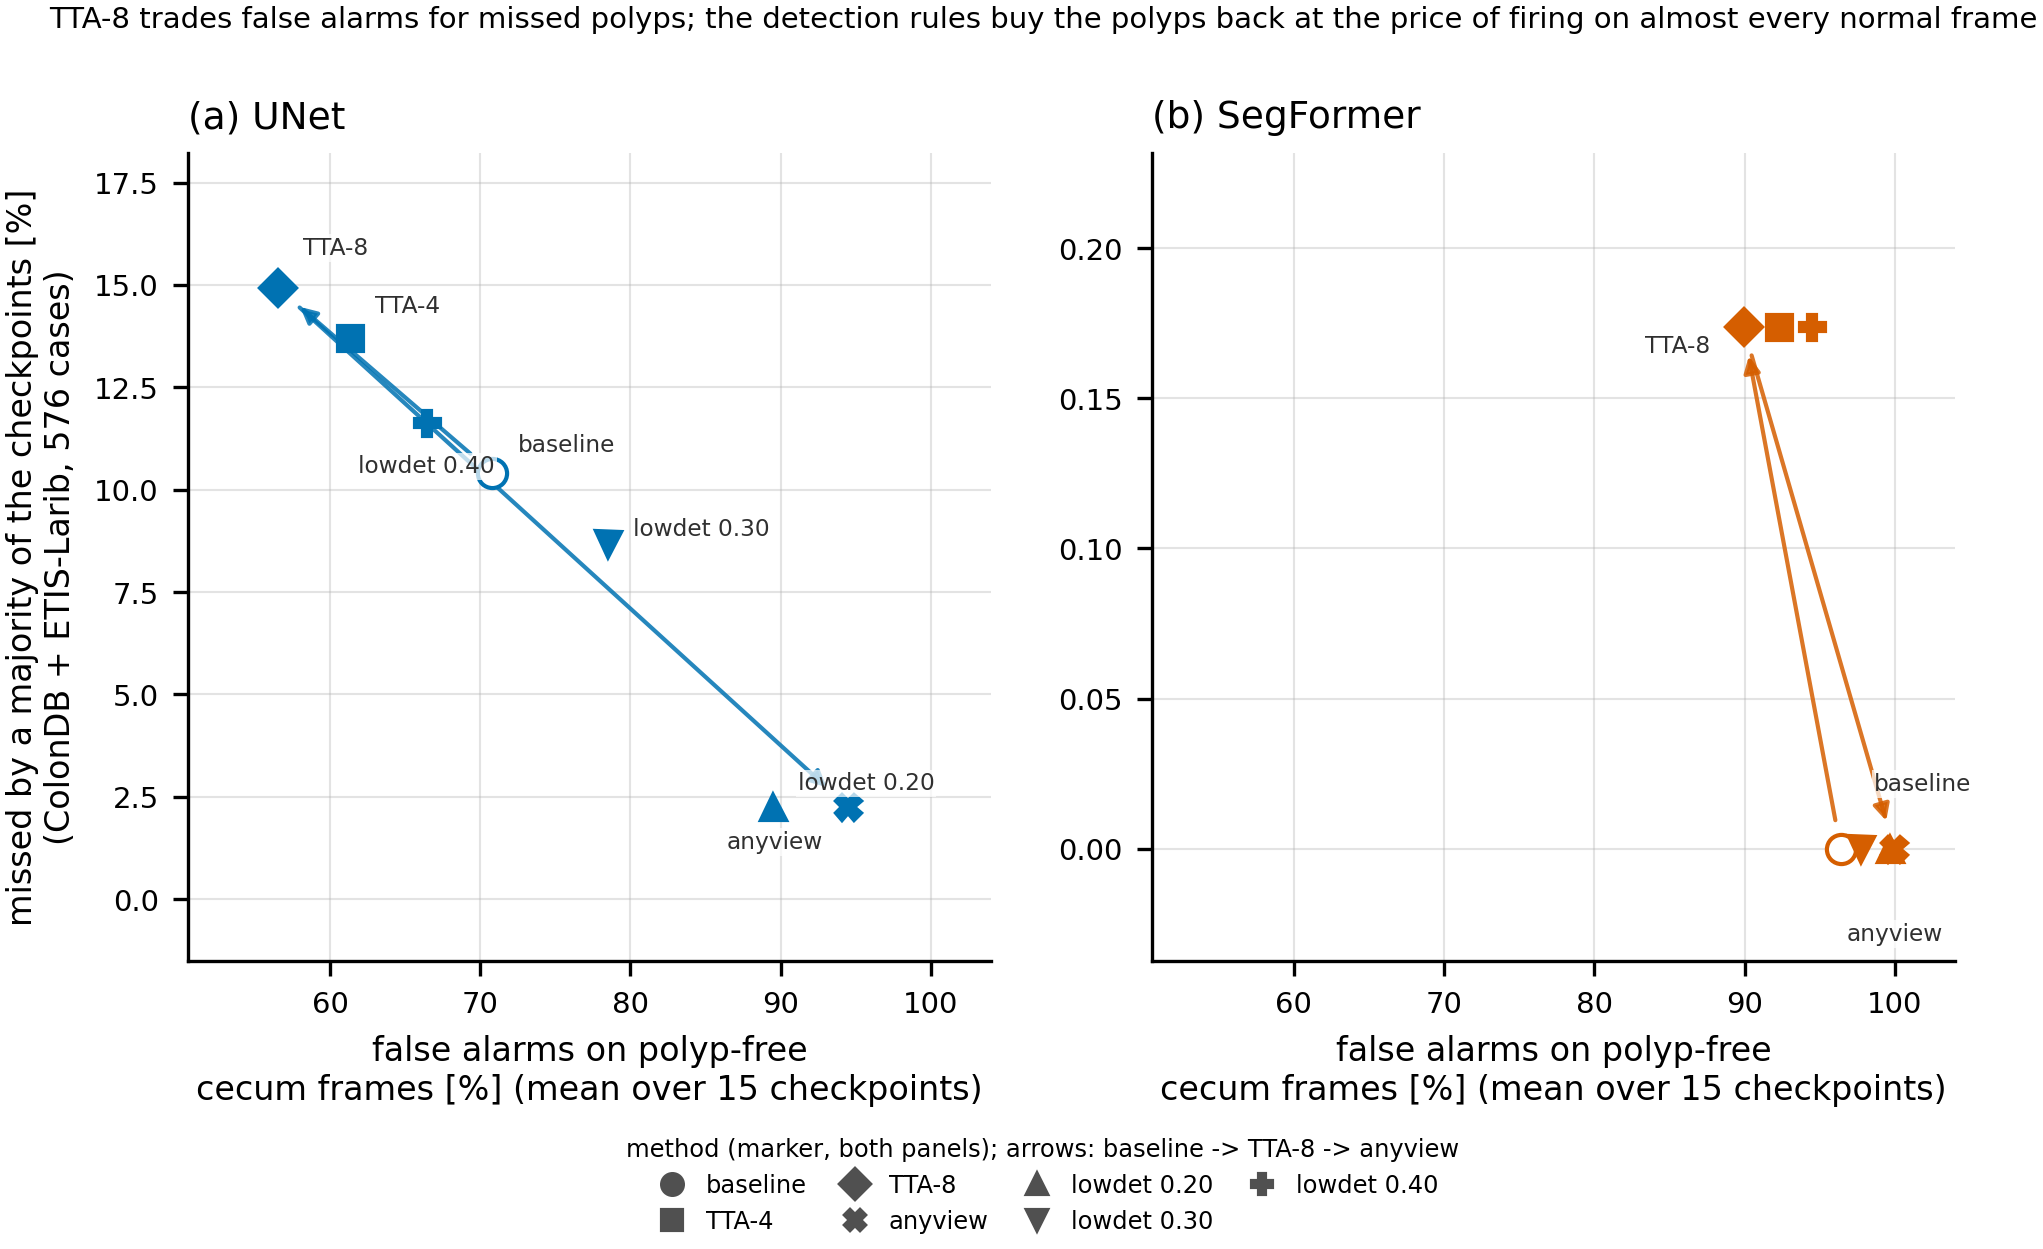 TTA-8 trades false alarms for missed polyps; the detection rules buy the polyps back at the price of firing on almost every normal frame
(a) UNet
missed by a majority of the checkpoints [%]
(ColonDB + ETIS-Larib, 576 cases)
17.5
15.0
12.5
10.0
7.5
5.0
2.5
0.0
TTA-8
TTA-4
baseline
lowdet 0.40
lowdet 0.30
lowdet 0.20
anyview
60
70
80
90
100
false alarms on polyp-free
cecum frames [%] (mean over 15 checkpoints)
(b) SegFormer
0.20
0.15
0.10
0.05
0.00
TTA-8
baseline
anyview
60
70
80
90
100
false alarms on polyp-free
cecum frames [%] (mean over 15 checkpoints)
method (marker, both panels); arrows: baseline -> TTA-8 -> anyview
baseline
TTA-8
lowdet 0.20
lowdet 0.40
TTA-4
anyview
lowdet 0.30